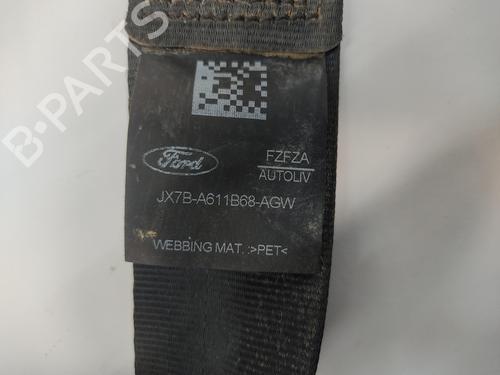 B-PARTS
Ford
FZFZA
AUTOLIV
JX7B-A611B68-AGW
WEBBING MAT. :>PET<